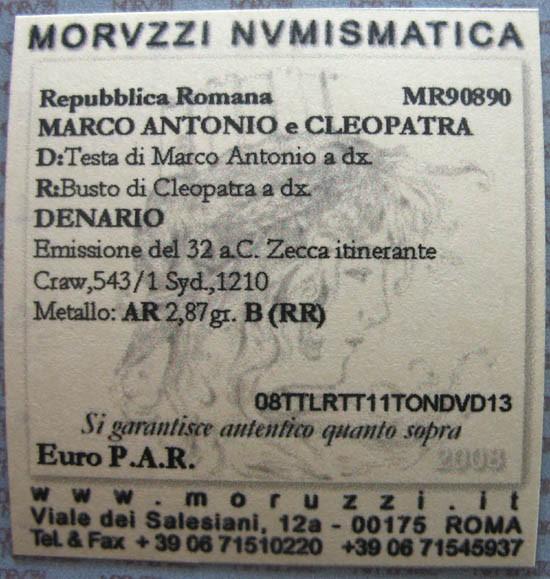 MORVZZI NVMISMATICA
Repubblica Romana MR90890
MARCO ANTONIO e CLEOPATRA
D:Testa di Marco Antonio a dx.
R:Busto di Cleopatra a dx.
DENARIO
Emissione del 32 a.C. Zecca itinerante
Craw,543/1 Syd.,1210
Metallo: AR 2,87gr. B (RR)
08TTLRTT11TONDVD13
Si garantisce autentico quanto sopra
Euro P.A.R. 2008
www.moruzzi.it
Viale dei Salesiani, 12a - 00175 ROMA
Tel. & Fax + 39 06 71510220 +39 06 71545937